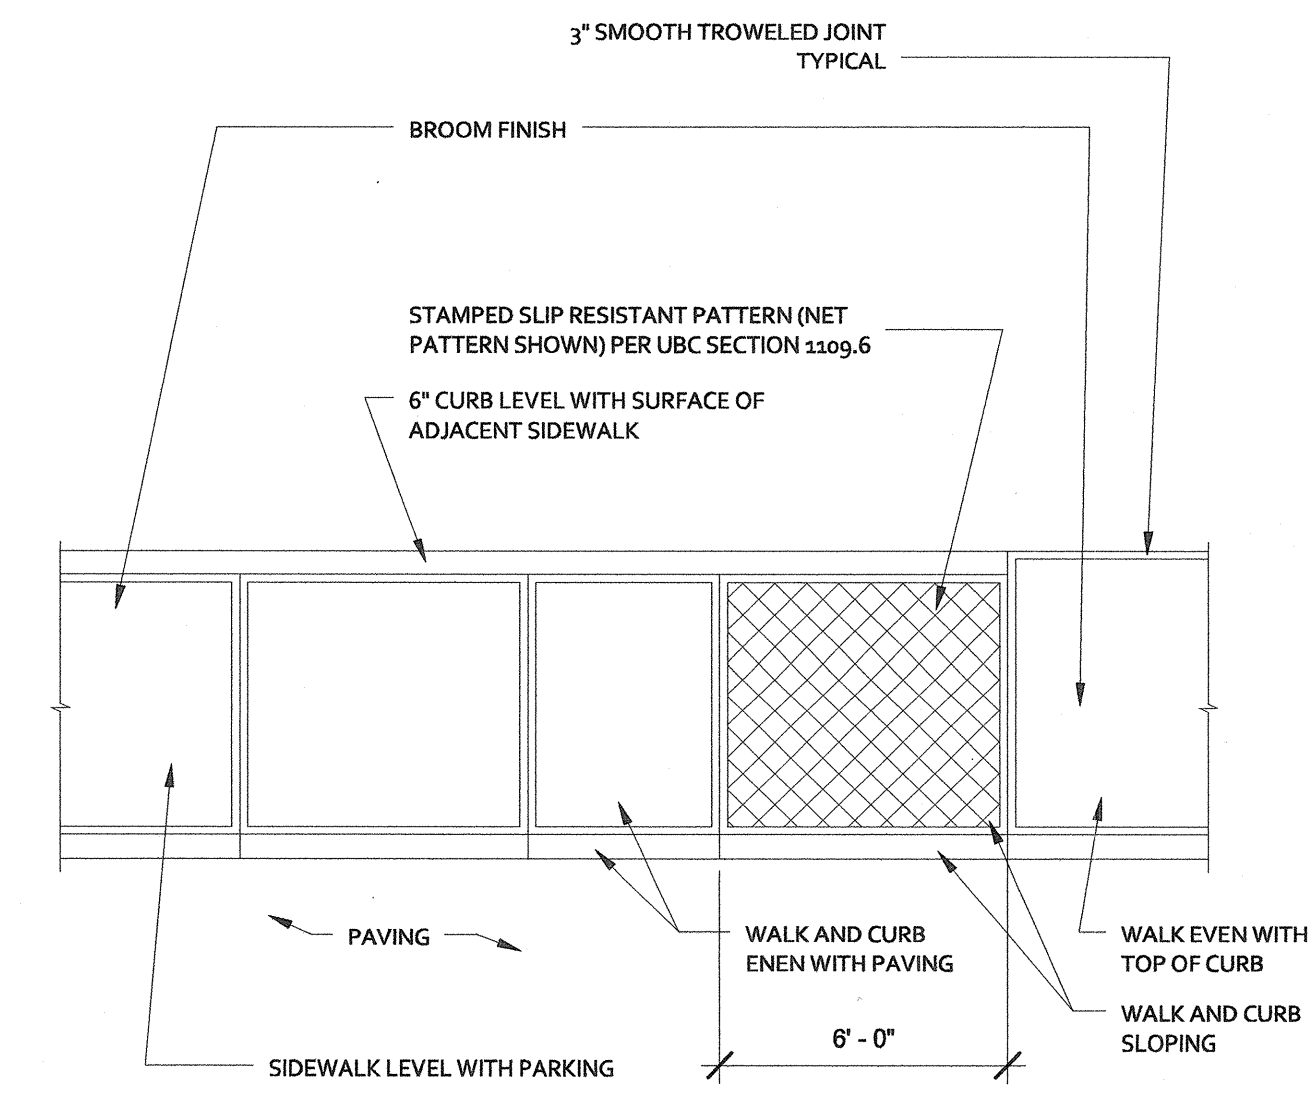 3" SMOOTH TROWELED JOINT
TYPICAL
BROOM FINISH
STAMPED SLIP RESISTANT PATTERN (NET
PATTERN SHOWN) PER UBC SECTION 1109.6
6" CURB LEVEL WITH SURFACE OF
ADJACENT SIDEWALK
PAVING
WALK AND CURB
ENEN WITH PAVING
WALK EVEN WITH
TOP OF CURB
WALK AND CURB
SLOPING
6' - 0"
SIDEWALK LEVEL WITH PARKING